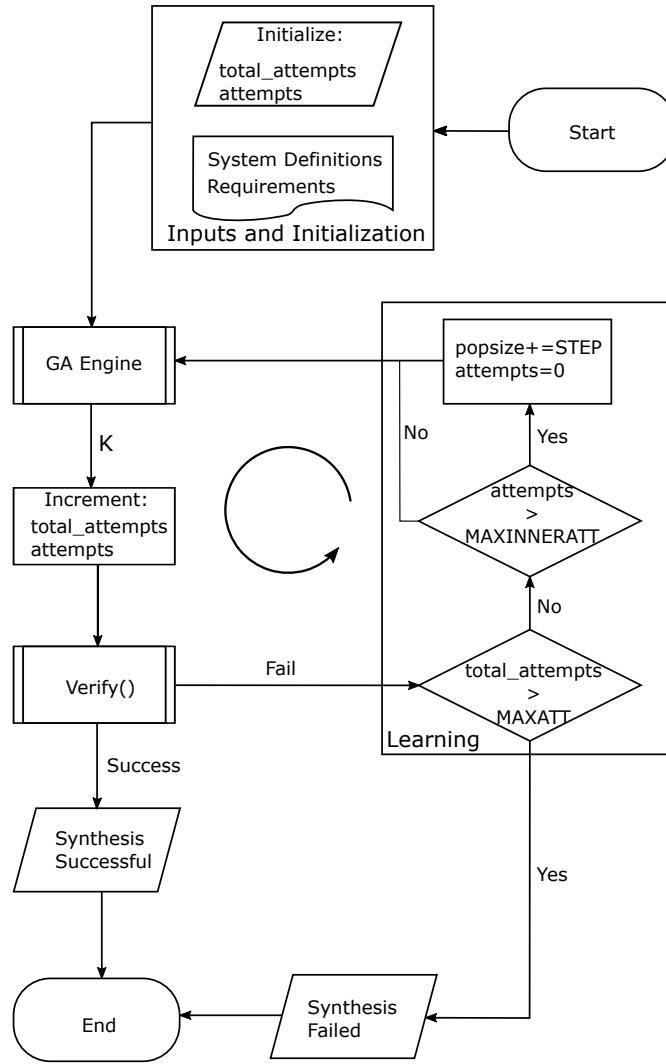 Initialize:
total_attempts
attempts
Start
System Definitions
Requirements
Inputs and Initialization
GA Engine
popsize+=STEP
attempts=0
No
Yes
K
attempts
>
MAXINNERATT
Increment:
total_attempts
attempts
No
Verify()
Fail
total_attempts
>
MAXATT
Learning
Success
Synthesis
Successful
Yes
End
Synthesis
Failed